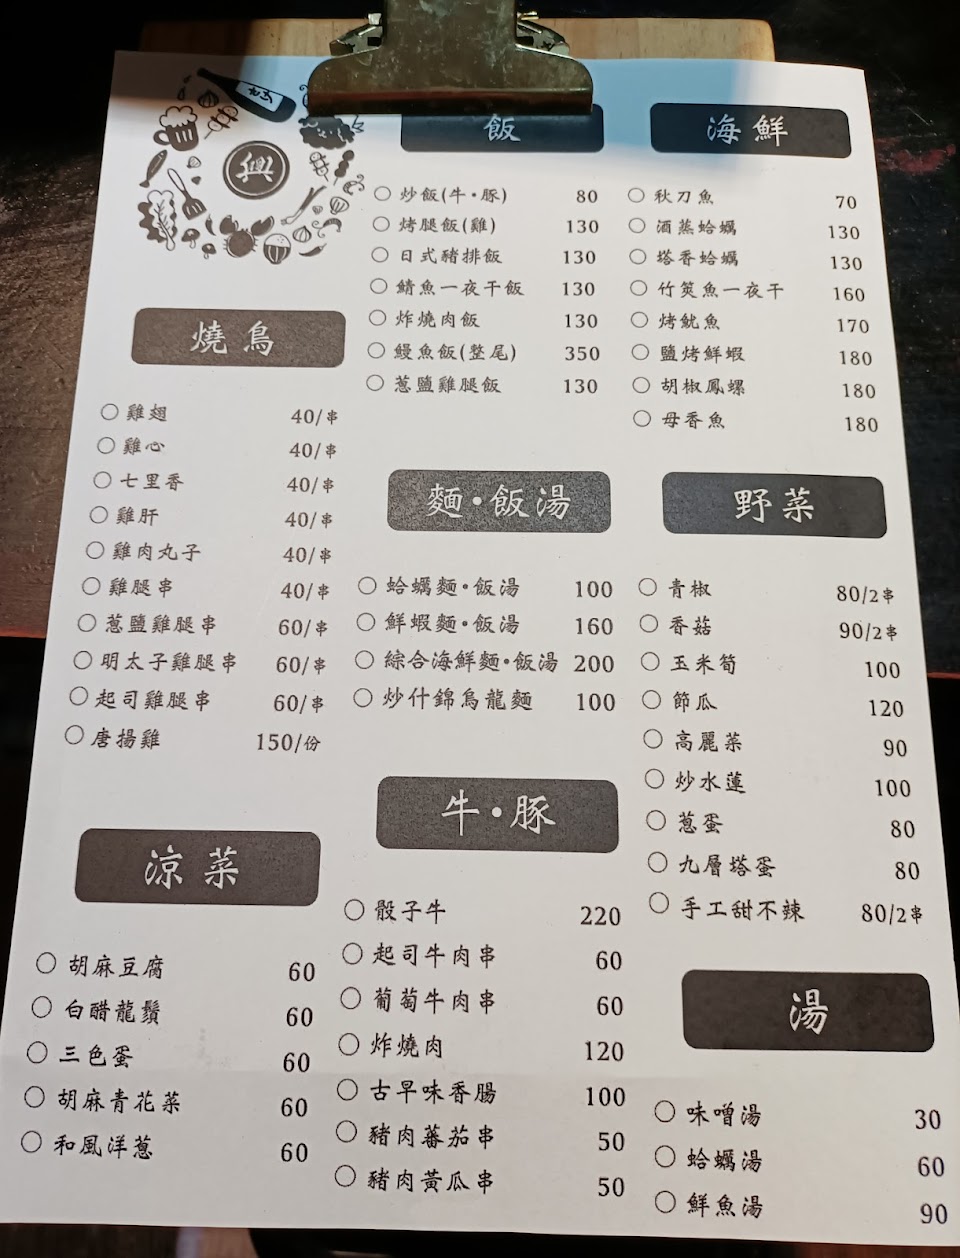 興
燒鳥
雞翅 40/串
雞心 40/串
七里香 40/串
雞肝 40/串
雞肉丸子 40/串
雞腿串 40/串
蔥鹽雞腿串 60/串
明太子雞腿串 60/串
起司雞腿串 60/串
唐揚雞 150/份
涼菜
胡麻豆腐 60
白醋龍鬚 60
三色蛋 60
胡麻青花菜 60
和風洋蔥 60
飯
炒飯(牛·豚) 80
烤腿飯(雞) 130
日式豬排飯 130
鯖魚一夜干飯 130
炸燒肉飯 130
鰻魚飯(整尾) 350
蔥鹽雞腿飯 130
麵·飯湯
蛤蠣麵·飯湯 100
鮮蝦麵·飯湯 160
綜合海鮮麵·飯湯 200
炒什錦烏龍麵 100
牛·豚
骰子牛 220
起司牛肉串 60
葡萄牛肉串 60
炸燒肉 120
古早味香腸 100
豬肉蕃茄串 50
豬肉黃瓜串 50
海鮮
秋刀魚 70
酒蒸蛤蠣 130
塔香蛤蠣 130
竹筴魚一夜干 160
烤魷魚 170
鹽烤鮮蝦 180
胡椒鳳螺 180
母香魚 180
野菜
青椒 80/2串
香菇 90/2串
玉米筍 100
節瓜 120
高麗菜 90
炒水蓮 100
蔥蛋 80
九層塔蛋 80
手工甜不辣 80/2串
湯
味噌湯 30
蛤蠣湯 60
鮮魚湯 90